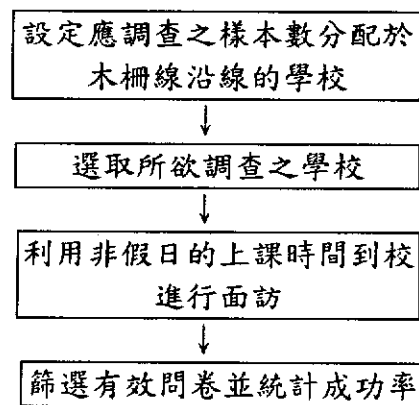 設定應調查之樣本數分配於
木柵線沿線的學校
選取所欲調查之學校
利用非假日的上課時間到校
進行面訪
篩選有效問卷並統計成功率